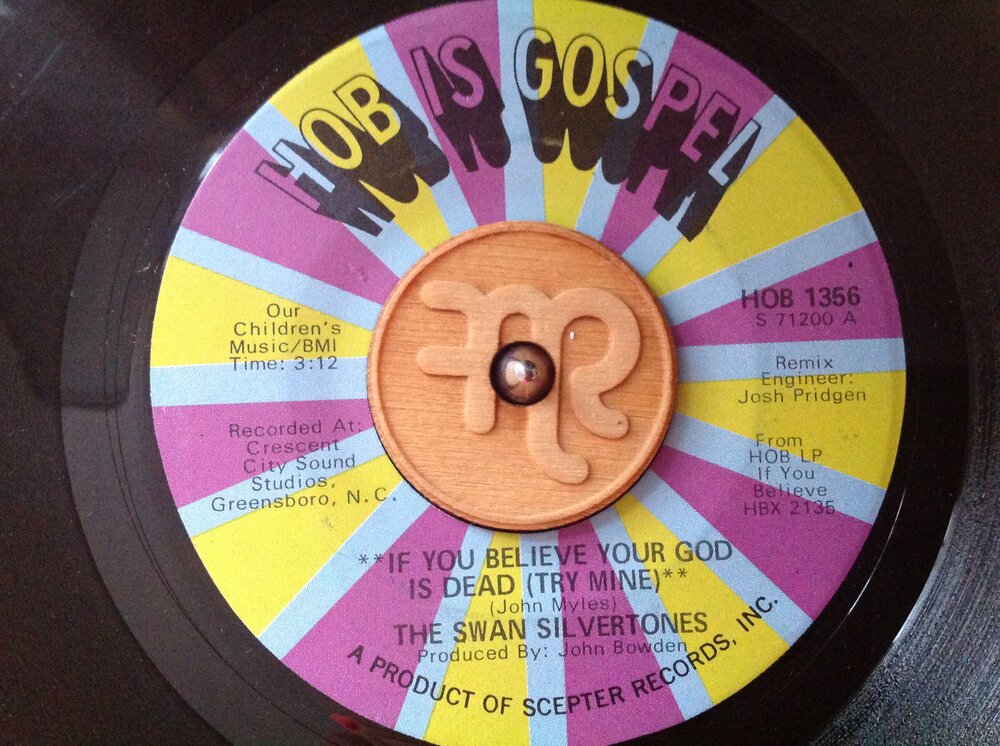 HOB IS GOSPEL
Our
Children's
Music/BMI
Time: 3:12
Recorded At:
Crescent
City Sound
Studios,
Greensboro, N.C.
HOB 1356
S 71200 A
Remix
Engineer:
Josh Pridgen
From
HOB LP
If You
Believe
HBX 2135
**IF YOU BELIEVE YOUR GOD
IS DEAD (TRY MINE)**
(John Myles)
THE SWAN SILVERTONES
Produced By: John Bowden
A PRODUCT OF SCEPTER RECORDS, INC.